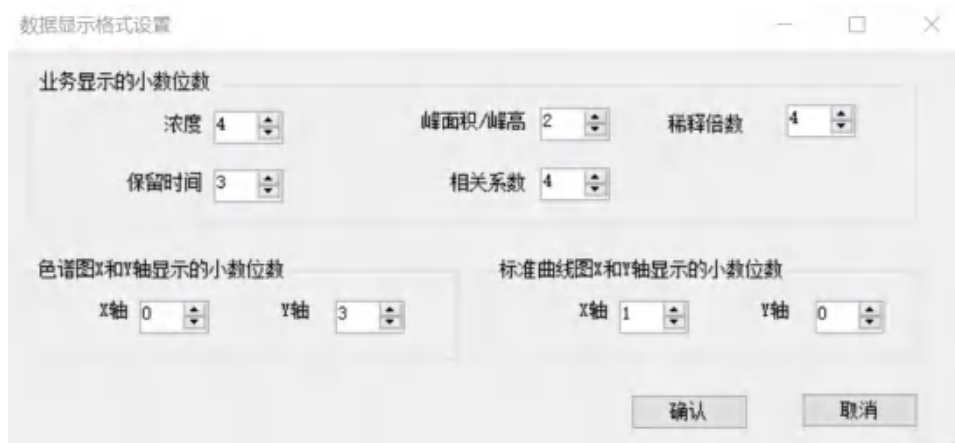 数据显示格式设置
业务显示的小数位数
浓度 4 峰面积/峰高 2 稀释倍数 4
保留时间 3 相关系数 4
色谱图X和Y轴显示的小数位数 标准曲线图X和Y轴显示的小数位数
X轴 0 Y轴 3 X轴 1 Y轴 0
确认 取消